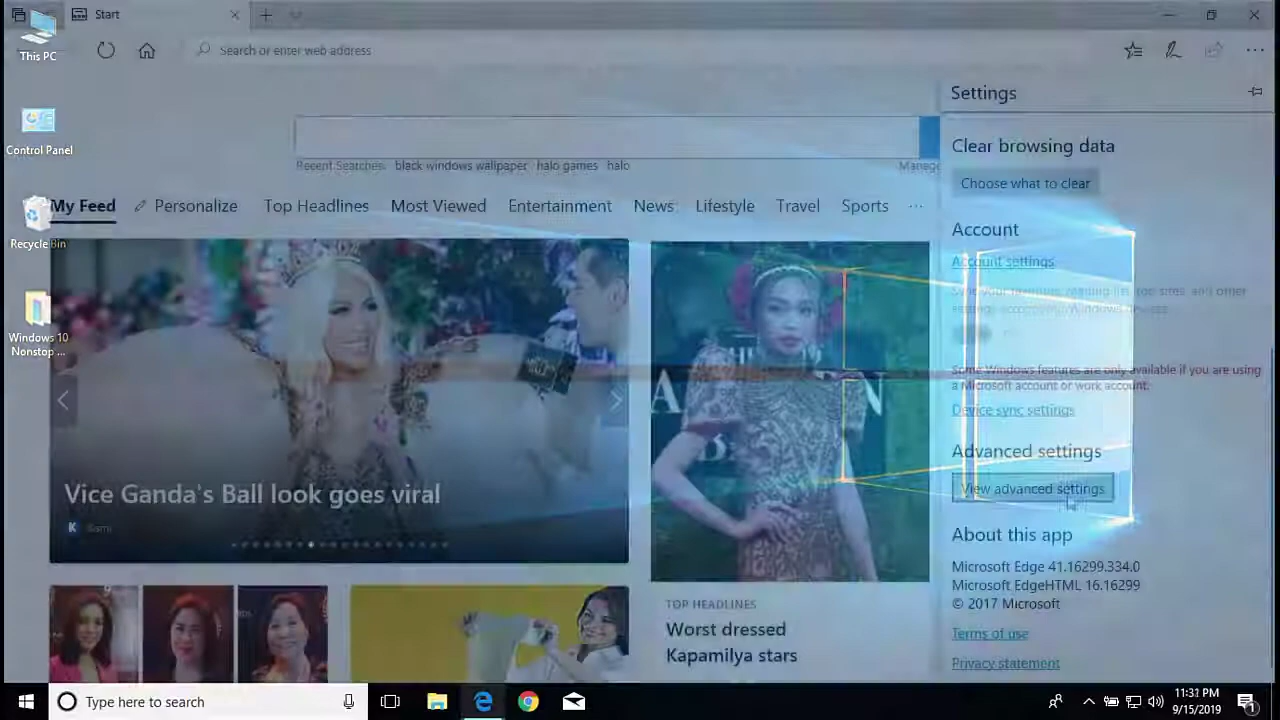 Start
This PC
Search or enter web address
Settings
Control Panel
Recent Searches:
black windows wallpaper
halo games
halo
Clear browsing data
Choose what to clear
Recycle Bin
My Feed
Personalize
Top Headlines
Most Viewed
Entertainment
News
Lifestyle
Travel
Sports
Account
Account settings
Windows 10
Nonstop ...
Some Windows features are only available if you are using
a Microsoft account or work account.
Device sync settings
Advanced settings
View advanced settings
Vice Ganda's Ball look goes viral
K
About this app
Microsoft Edge 41.16299.334.0
Microsoft EdgeHTML 16.16299
© 2017 Microsoft
Terms of use
Privacy statement
TOP HEADLINES
Worst dressed
Kapamilya stars
Type here to search
9/15/2019
1